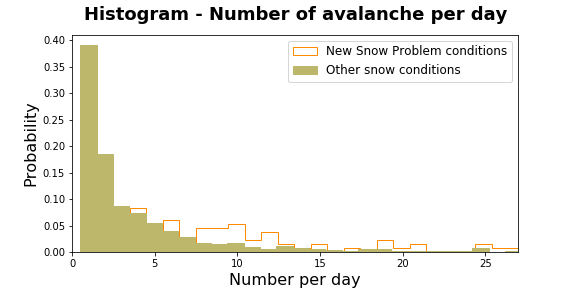 Histogram - Number of avalanche per day
New Snow Problem conditions
Other snow conditions
Probability
0.40
0.35
0.30
0.25
0.20
0.15
0.10
0.05
0.00
0 5 10 15 20 25
Number per day